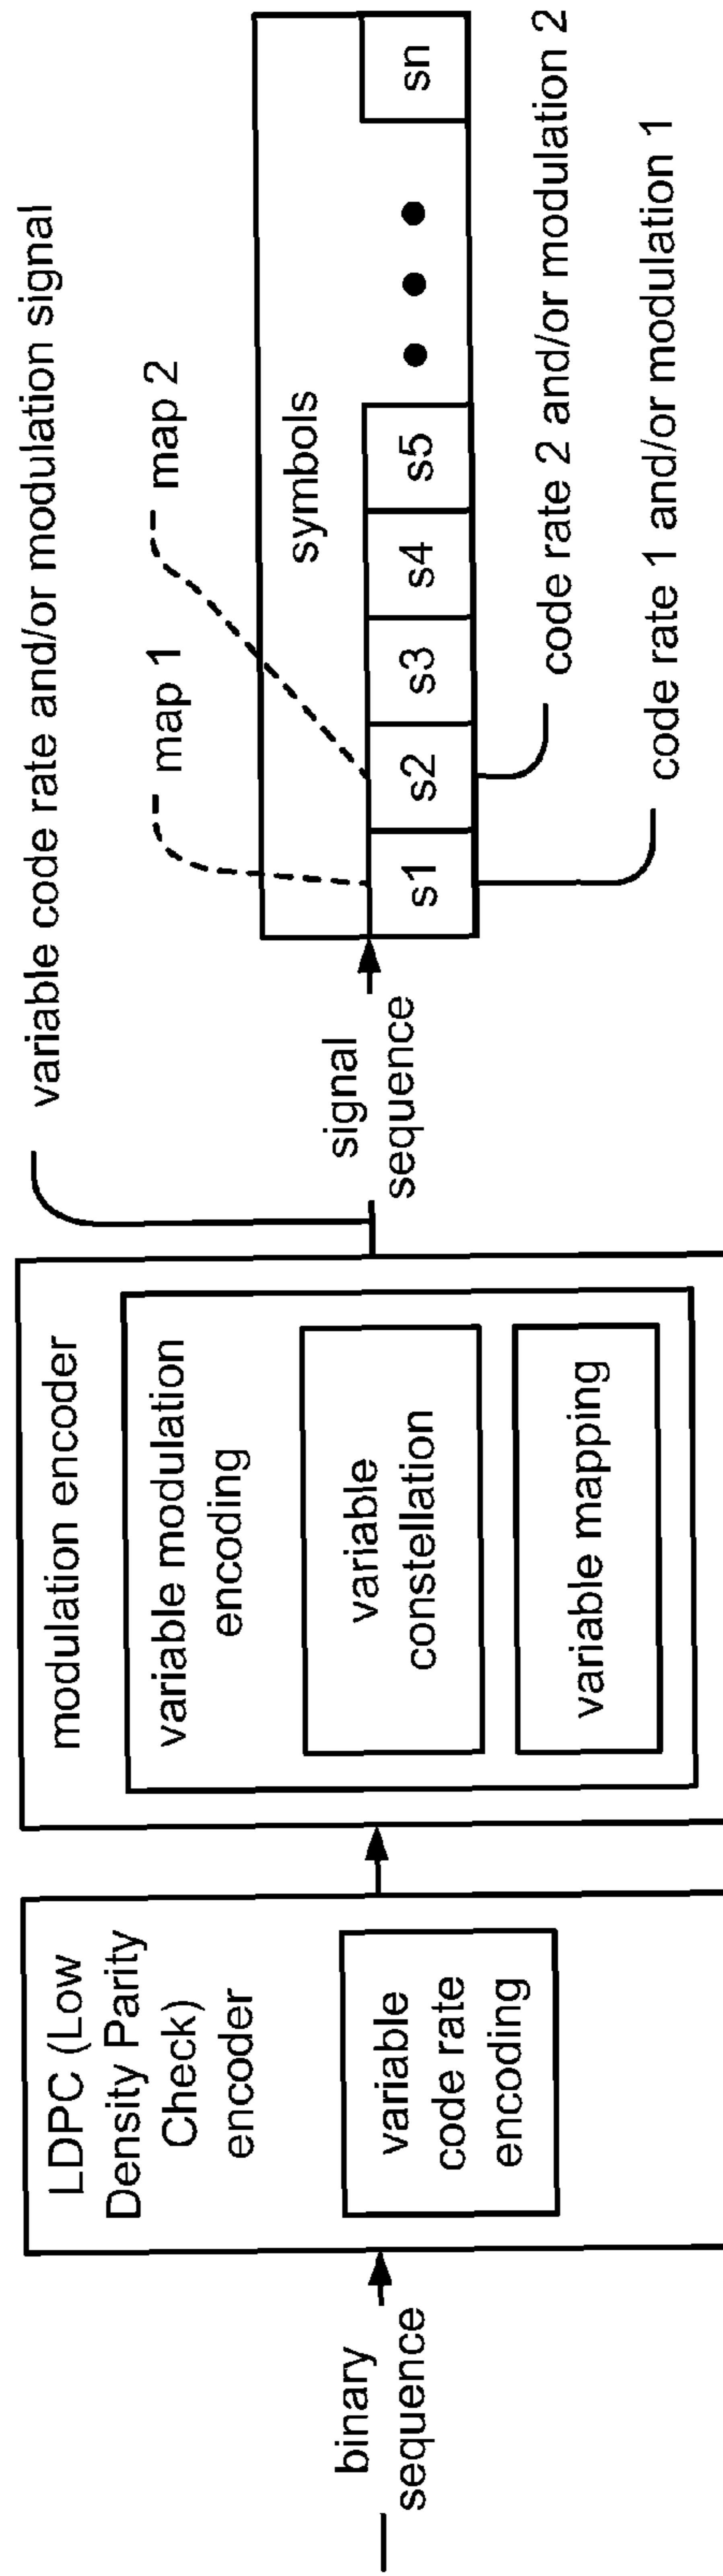 binary
sequence
LDPC (Low
Density Parity
Check)
encoder
variable
code rate
encoding
modulation encoder
variable modulation
encoding
variable
constellation
variable mapping
variable code rate and/or modulation signal
signal
sequence
map 1
map 2
symbols
s1
s2
s3
s4
s5
sn
code rate 2 and/or modulation 2
code rate 1 and/or modulation 1